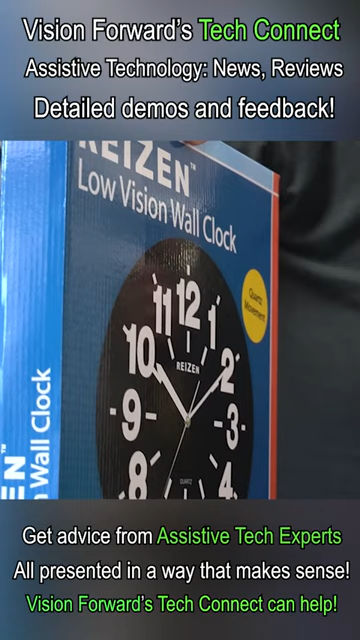 Vision Forward's Tech Connect
Assistive Technology: News, Reviews
Detailed demos and feedback!
REIZEN™
Low Vision Wall Clock
Quartz
Movement
11 12 1
10 2
REIZEN
9 3
8 4
QUARTZ
EN™
Wall Clock
Get advice from Assistive Tech Experts
All presented in a way that makes sense!
Vision Forward's Tech Connect can help!